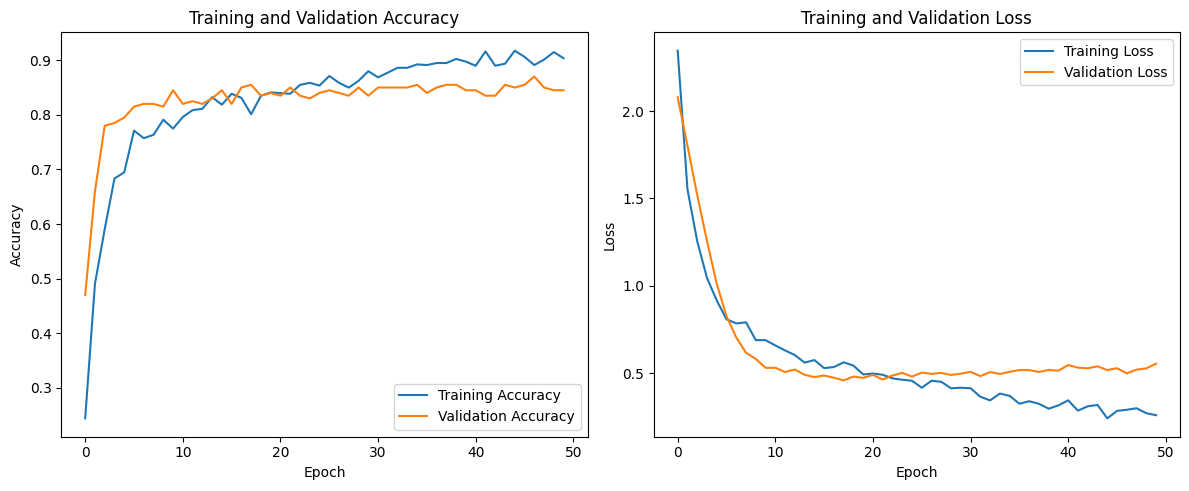 Training and Validation Accuracy
Accuracy
0.9
0.8
0.7
0.6
0.5
0.4
0.3
Training Accuracy
Validation Accuracy
0 10 20 30 40 50
Epoch
Training and Validation Loss
Loss
2.0
1.5
1.0
0.5
Training Loss
Validation Loss
0 10 20 30 40 50
Epoch